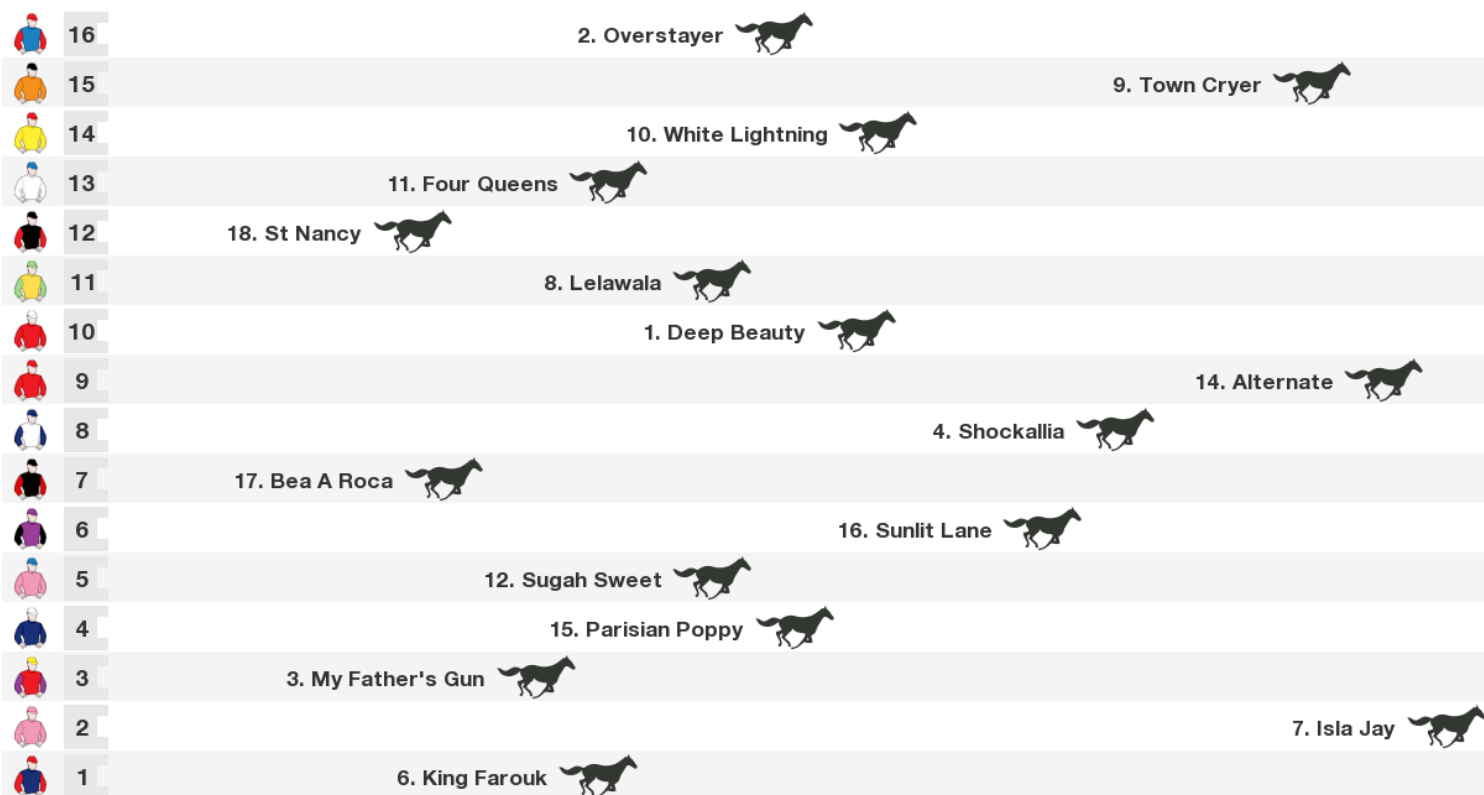 16 2. Overstayer
15 9. Town Cryer
14 10. White Lightning
13 11. Four Queens
12 18. St Nancy
11 8. Lelawala
10 1. Deep Beauty
9 14. Alternate
8 4. Shockallia
7 17. Bea A Roca
6 16. Sunlit Lane
5 12. Sugah Sweet
4 15. Parisian Poppy
3 3. My Father's Gun
2 7. Isla Jay
1 6. King Farouk